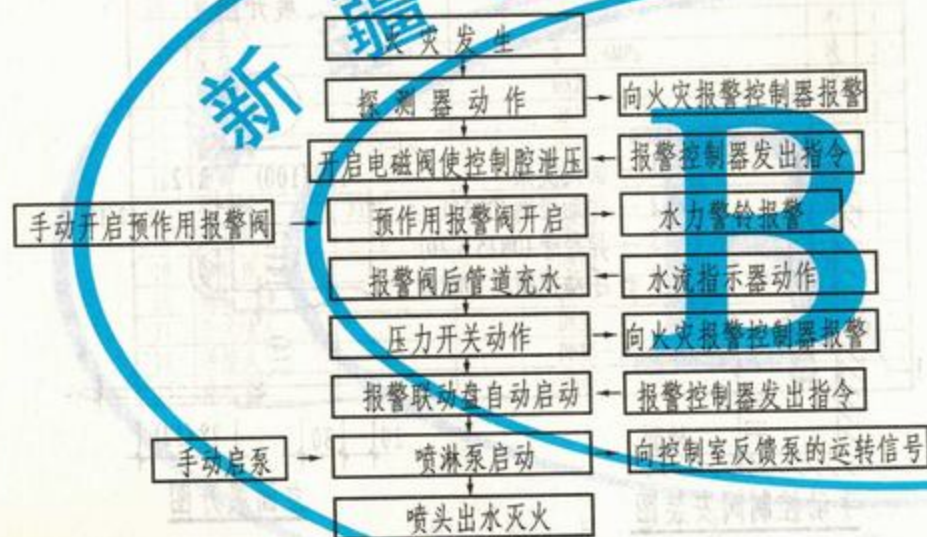 新疆
火灾发生
探测器动作
向火灾报警控制器报警
开启电磁阀使控制腔泄压
报警控制器发出指令
手动开启预作用报警阀
预作用报警阀开启
水力警铃报警
报警阀后管道充水
水流指示器动作
压力开关动作
向火灾报警控制器报警
报警联动盘自动启动
报警控制器发出指令
手动启泵
喷淋泵启动
向控制室反馈泵的运转信号
喷头出水灭火
B